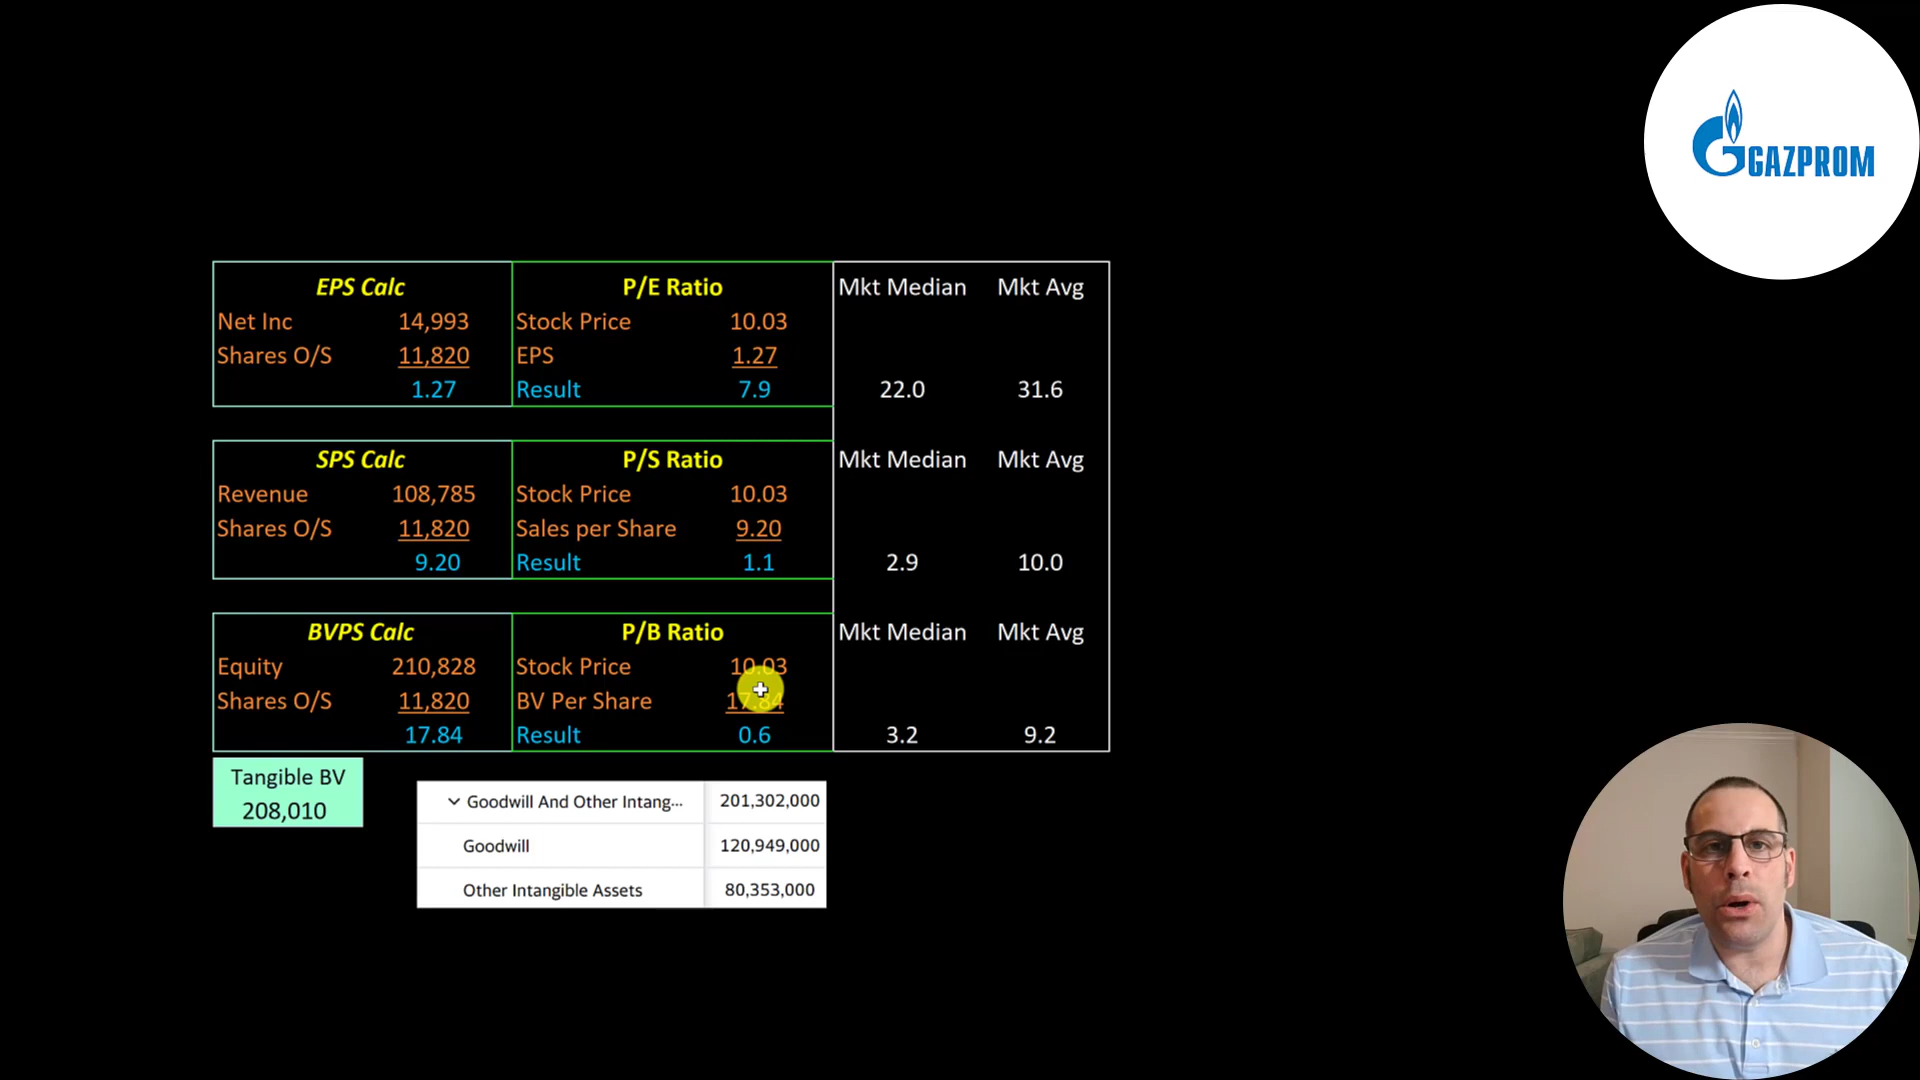 GAZPROM
EPS Calc P/E Ratio Mkt Median Mkt Avg
Net Inc 14,993 Stock Price 10.03
Shares O/S 11,820 EPS 1.27
1.27 Result 7.9 22.0 31.6
SPS Calc P/S Ratio Mkt Median Mkt Avg
Revenue 108,785 Stock Price 10.03
Shares O/S 11,820 Sales per Share 9.20
9.20 Result 1.1 2.9 10.0
BVPS Calc P/B Ratio Mkt Median Mkt Avg
Equity 210,828 Stock Price 10.03
Shares O/S 11,820 BV Per Share 17.84
17.84 Result 0.6 3.2 9.2
Tangible BV
208,010
Goodwill And Other Intang... 201,302,000
Goodwill 120,949,000
Other Intangible Assets 80,353,000